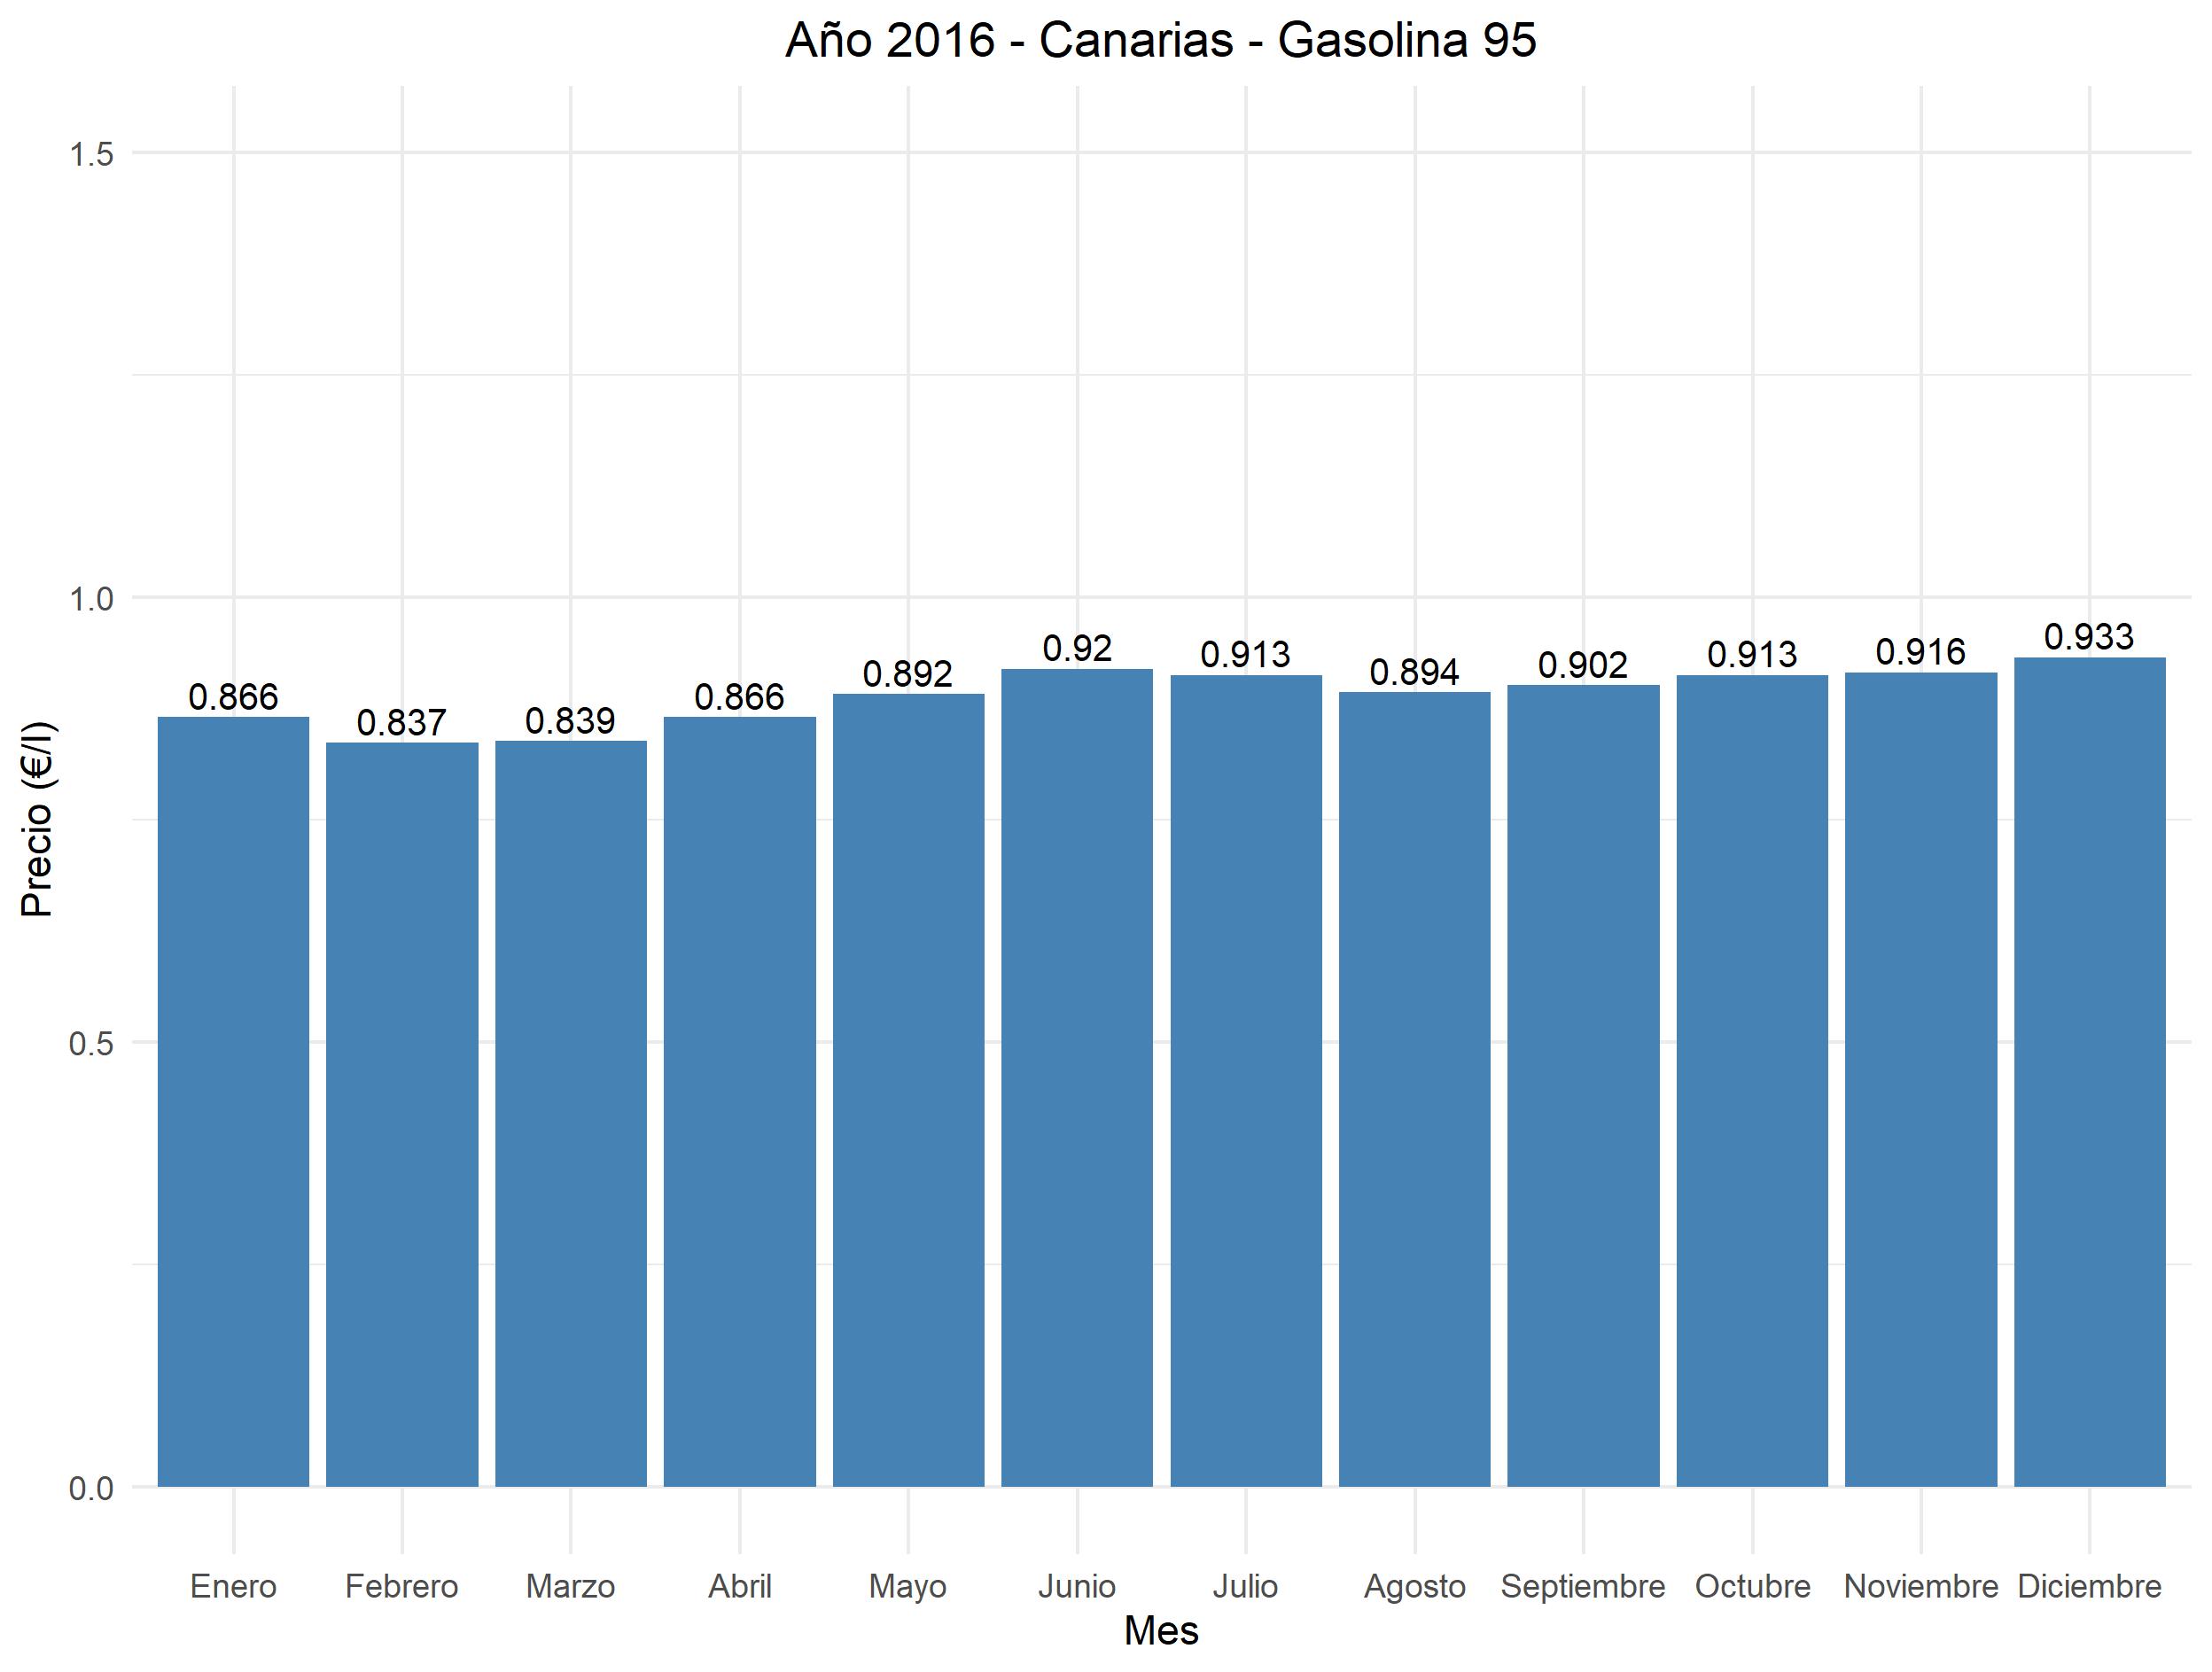 Año 2016 - Canarias - Gasolina 95
Precio (€/l)
1.5
1.0
0.5
0.0
0.866
0.837
0.839
0.866
0.892
0.92
0.913
0.894
0.902
0.913
0.916
0.933
Enero
Febrero
Marzo
Abril
Mayo
Junio
Julio
Agosto
Septiembre
Octubre
Noviembre
Diciembre
Mes